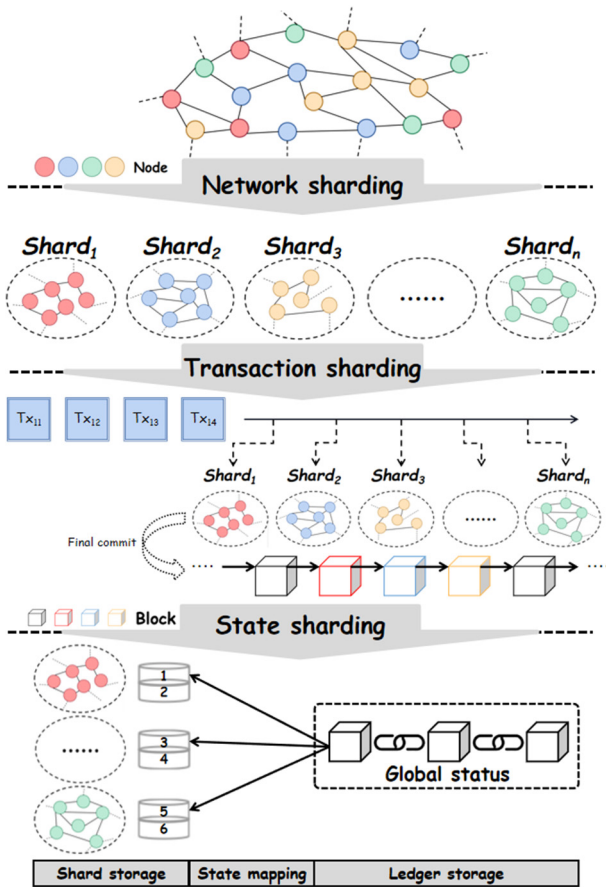 Node
Network sharding
Shard1 Shard2 Shard3 Shardn
......
Transaction sharding
Tx11 Tx12 Tx13 Tx14
Shard1 Shard2 Shard3 Shardn
......
Final commit
.... ....
Block
State sharding
1
2
......
3
4
Global status
5
6
Shard storage State mapping Ledger storage